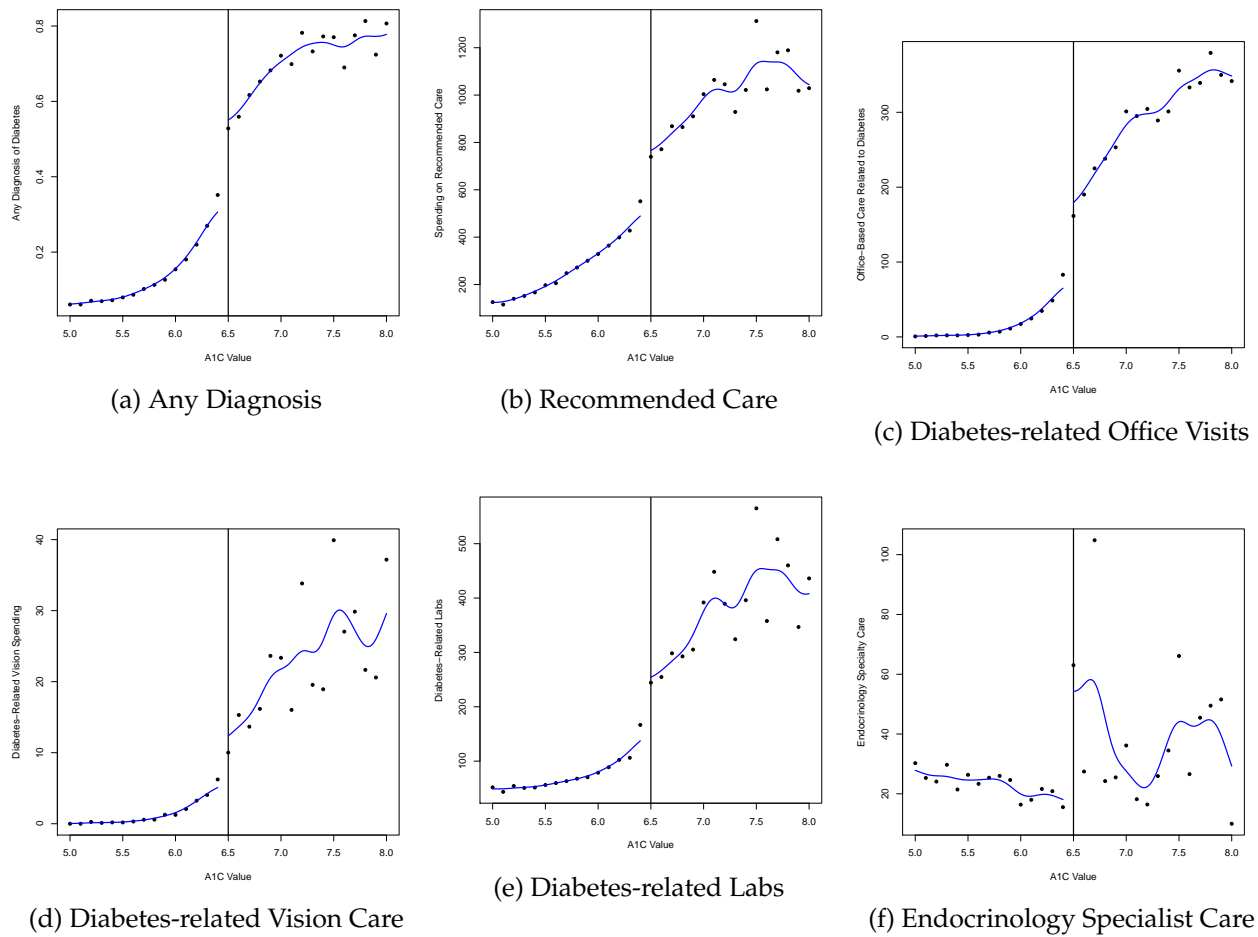 0.8
0.6
0.4
0.2
Any Diagnosis of Diabetes
5.0 5.5 6.0 6.5 7.0 7.5 8.0
A1C Value
(a) Any Diagnosis
1200
1000
800
600
400
200
Spending on Recommended Care
5.0 5.5 6.0 6.5 7.0 7.5 8.0
A1C Value
(b) Recommended Care
300
200
100
0
Office−Based Care Related to Diabetes
5.0 5.5 6.0 6.5 7.0 7.5 8.0
A1C Value
(c) Diabetes-related Office Visits
40
30
20
10
0
Diabetes−Related Vision Spending
5.0 5.5 6.0 6.5 7.0 7.5 8.0
A1C Value
(d) Diabetes-related Vision Care
500
400
300
200
100
Diabetes−Related Labs
5.0 5.5 6.0 6.5 7.0 7.5 8.0
A1C Value
(e) Diabetes-related Labs
100
80
60
40
20
Endocrinology Specialty Care
5.0 5.5 6.0 6.5 7.0 7.5 8.0
A1C Value
(f) Endocrinology Specialist Care